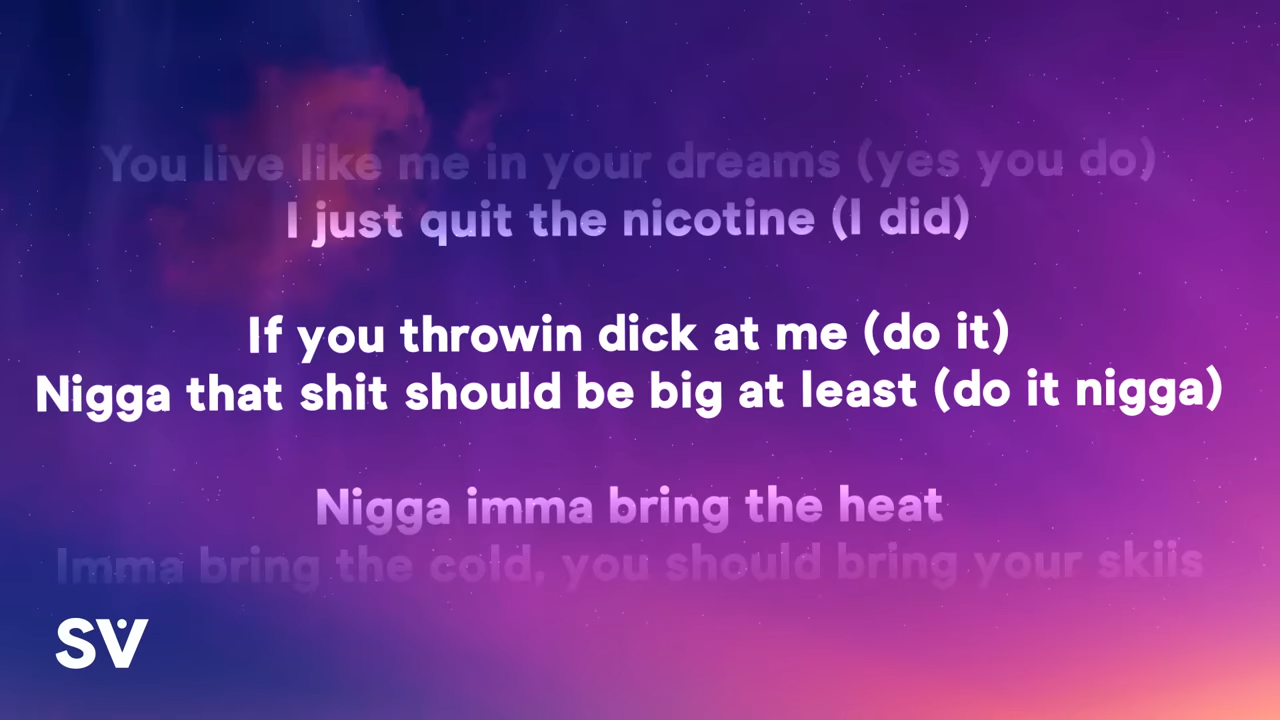 You live like me in your dreams (yes you do)
I just quit the nicotine (I did)
If you throwin dick at me (do it)
Nigga that shit should be big at least (do it nigga)
Nigga imma bring the heat
Imma bring the cold, you should bring your skiis
SV